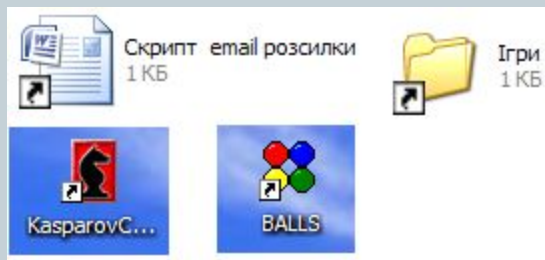 Скрипт email розсилки
1 КБ
Ігри
1 КБ
KasparovC...
BALLS